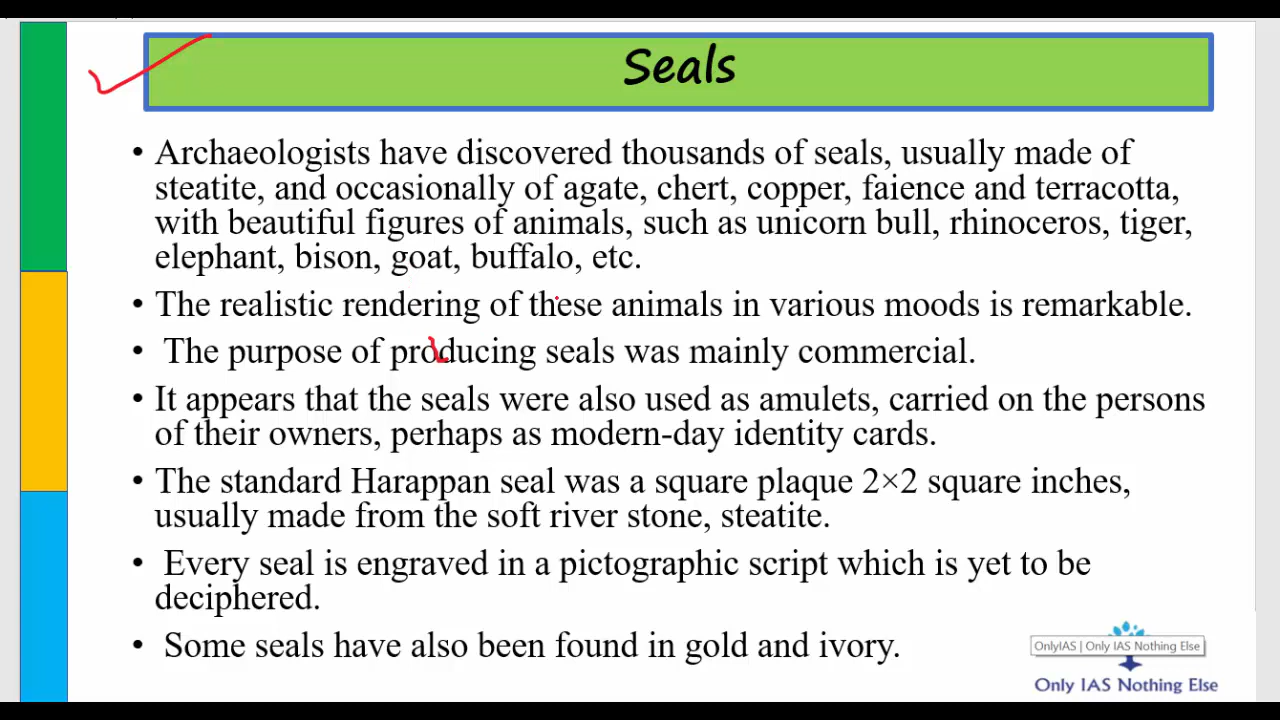 Seals
• Archaeologists have discovered thousands of seals, usually made of
steatite, and occasionally of agate, chert, copper, faience and terracotta,
with beautiful figures of animals, such as unicorn bull, rhinoceros, tiger,
elephant, bison, goat, buffalo, etc.
• The realistic rendering of these animals in various moods is remarkable.
• The purpose of producing seals was mainly commercial.
• It appears that the seals were also used as amulets, carried on the persons
of their owners, perhaps as modern-day identity cards.
• The standard Harappan seal was a square plaque 2×2 square inches,
usually made from the soft river stone, steatite.
• Every seal is engraved in a pictographic script which is yet to be
deciphered.
• Some seals have also been found in gold and ivory.
OnlyIAS | Only IAS Nothing Else
Only IAS Nothing Else